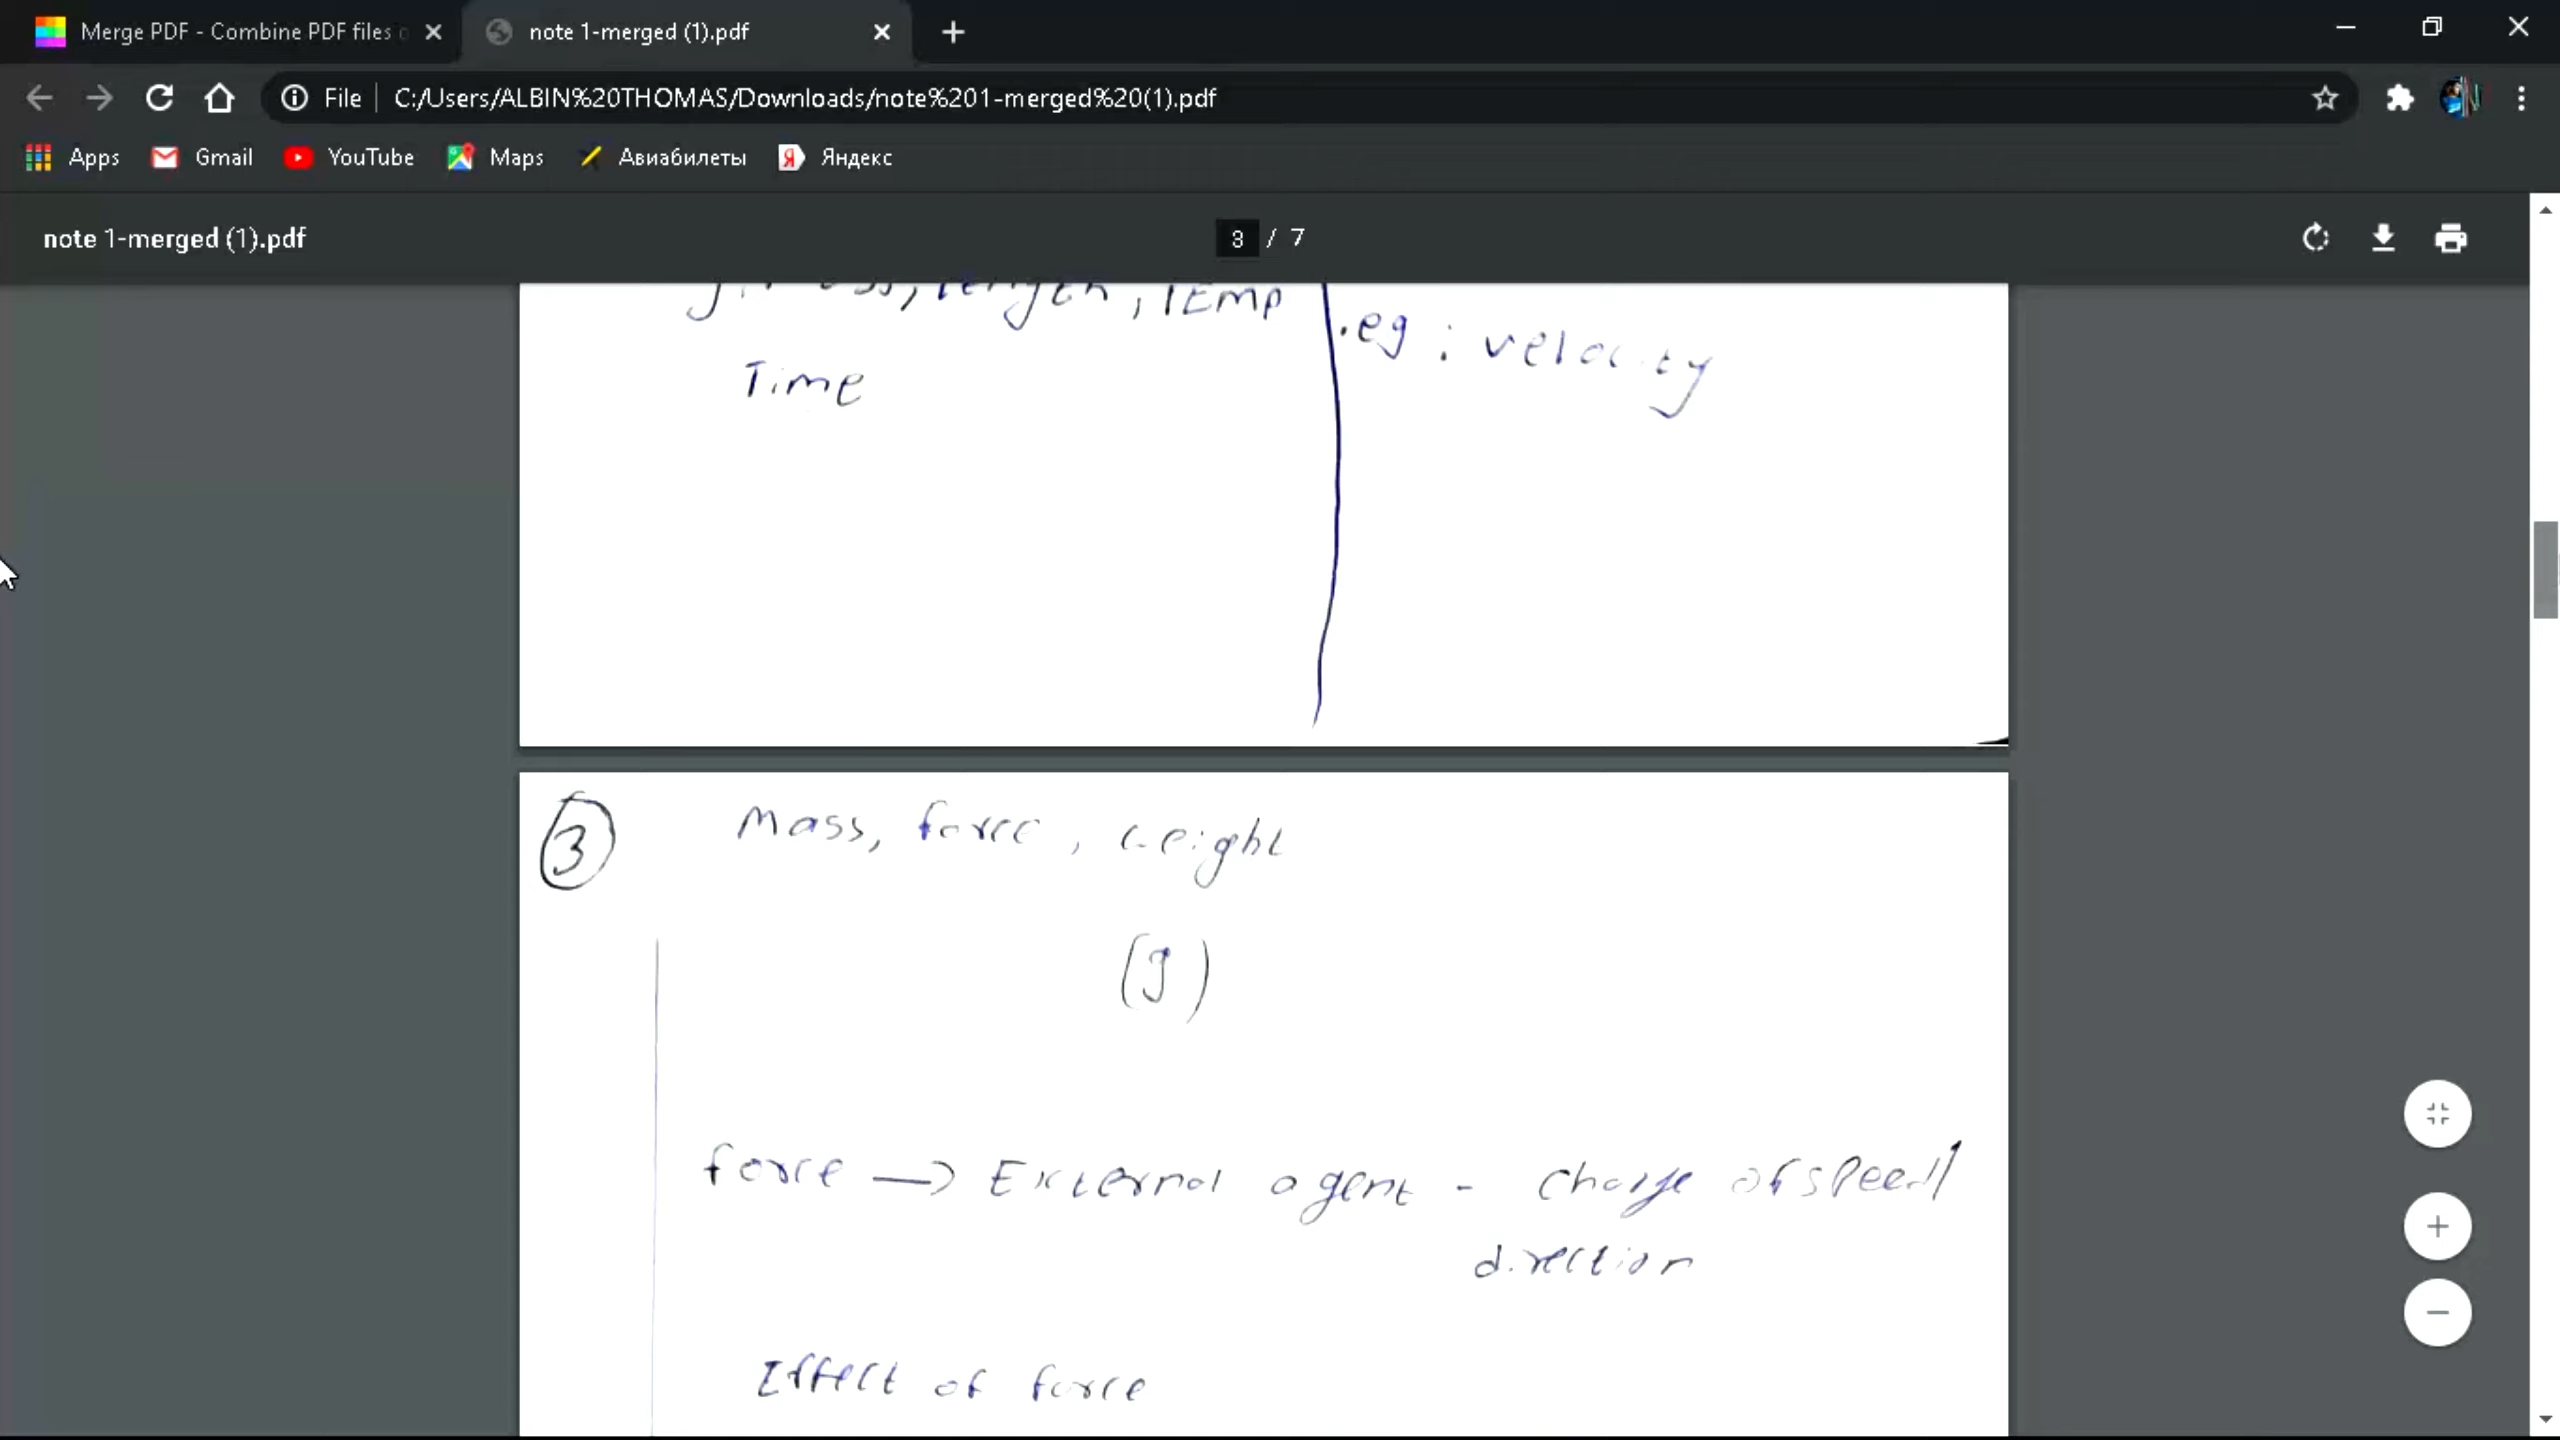 Merge PDF - Combine PDF files
note 1-merged (1).pdf
File
C:/Users/ALBIN%20THOMAS/Downloads/note%201-merged%20(1).pdf
Apps
Gmail
YouTube
Maps
Авиабилеты
Яндекс
note 1-merged (1).pdf
3 / 7
length, TEmp
Time
.eg : velocity
3 Mass, force, weight
(g)
force → External agent - change of speed/
direction
Effect of force